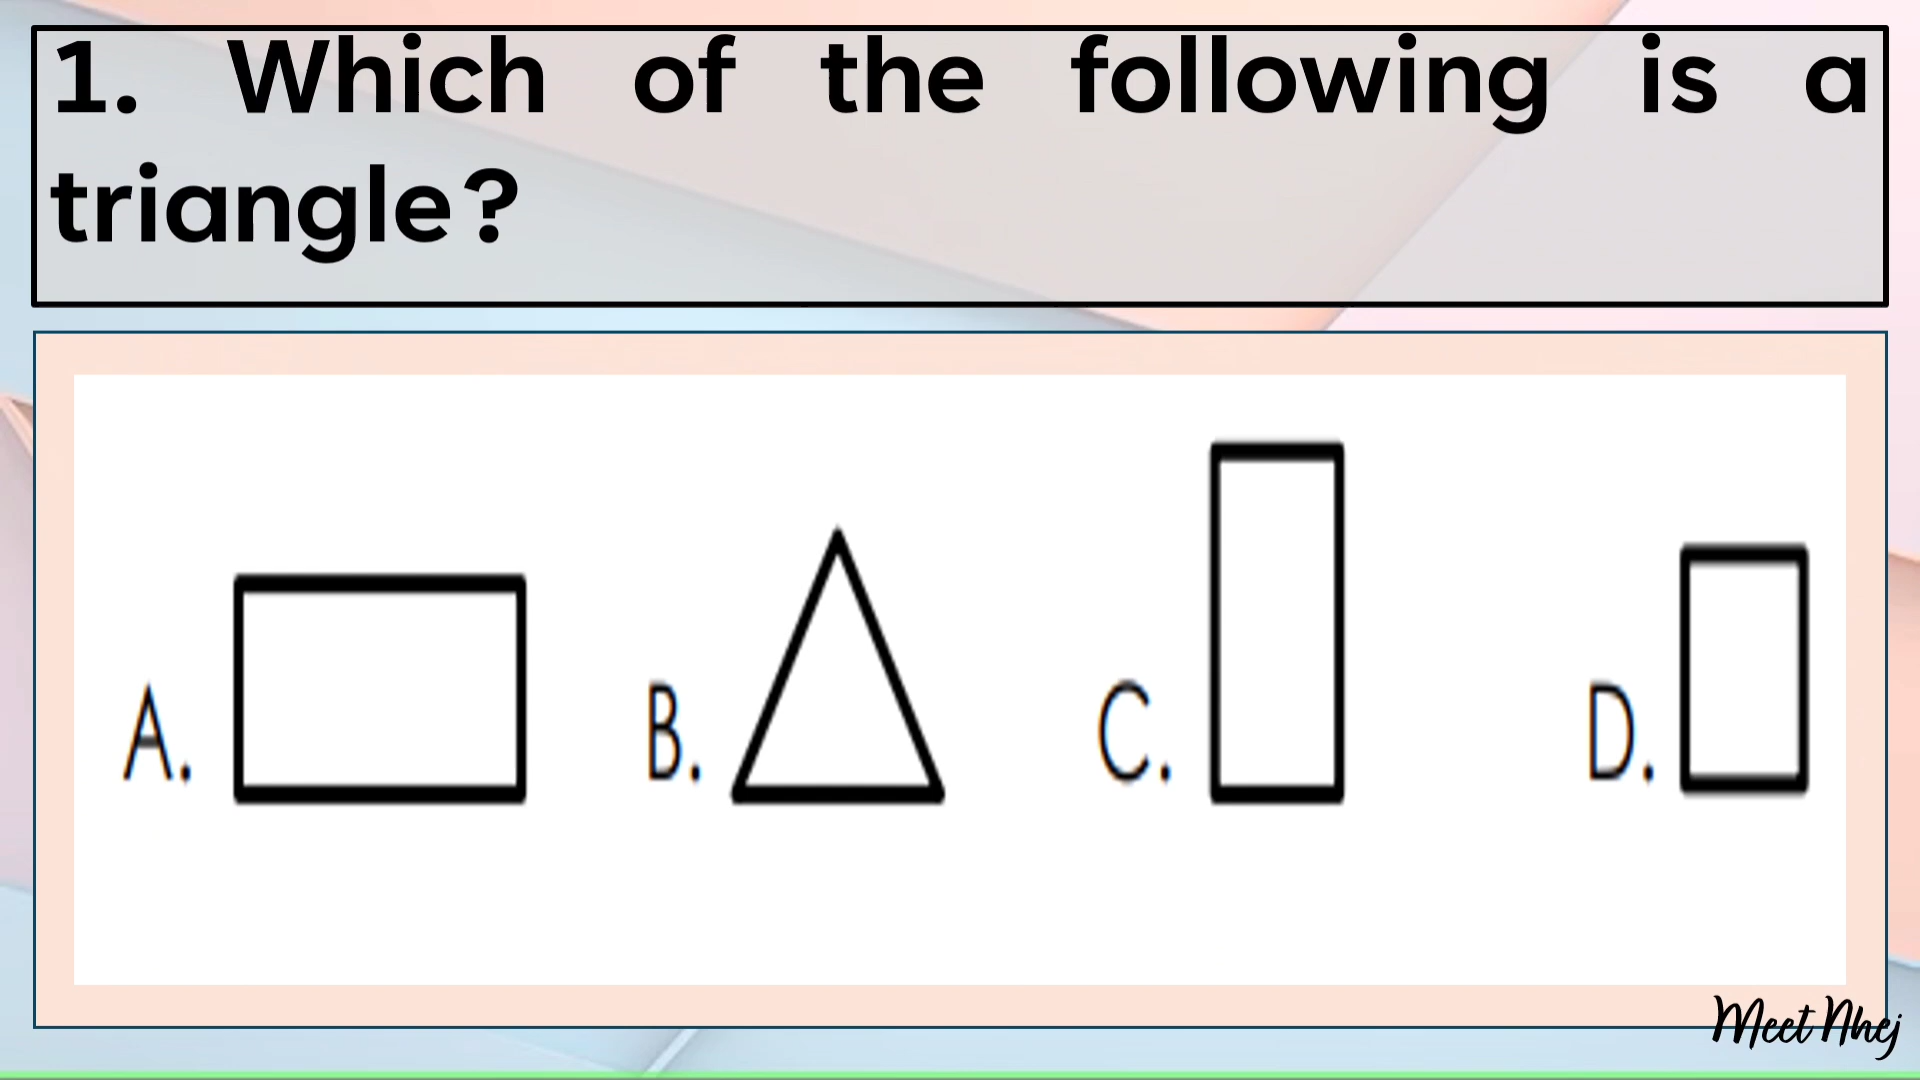 1. Which of the following is a
triangle?
A. B. C. D.
Meet Nhej